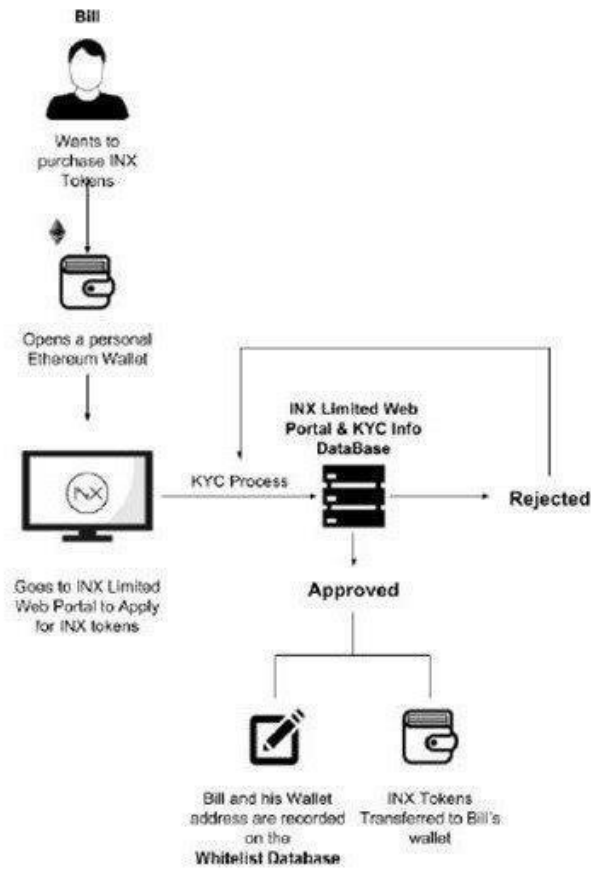 Bill
Wants to
purchase INX
Tokens
Opens a personal
Ethereum Wallet
INX Limited Web
Portal & KYC Info
DataBase
KYC Process
Rejected
INX
Goes to INX Limited
Web Portal to Apply
for INX tokens
Approved
Bill and his Wallet
address are recorded
on the
Whitelist Database
INX Tokens
Transferred to Bill's
wallet